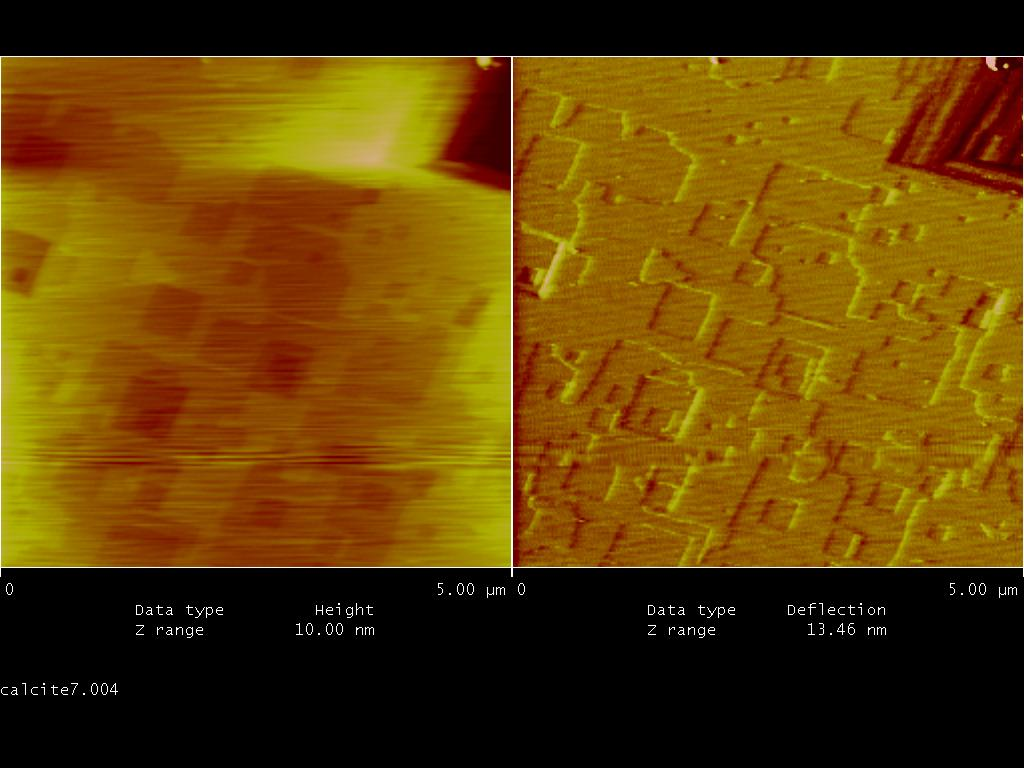 0 5.00 µm 0 5.00 µm
Data type Height Data type Deflection
Z range 10.00 nm Z range 13.46 nm
calcite7.004